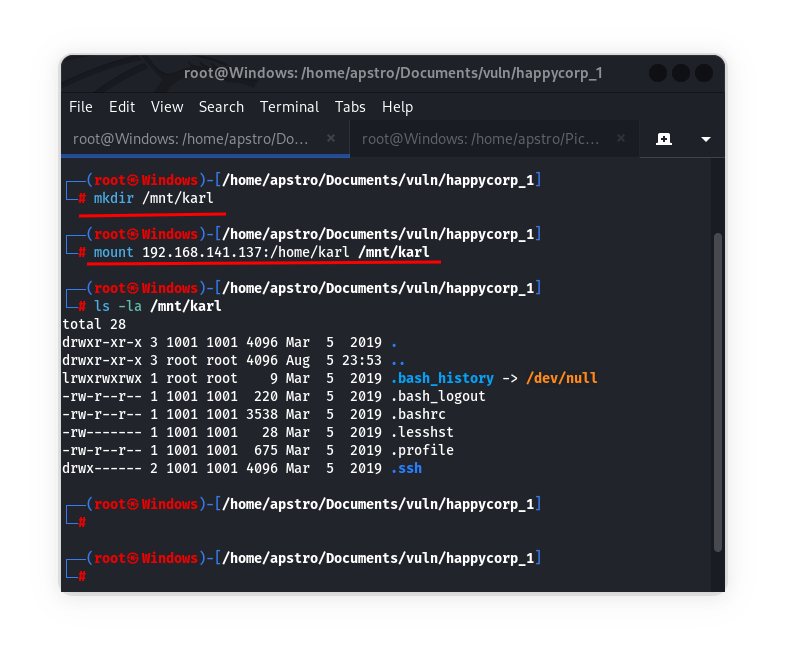 root@Windows: /home/apstro/Documents/vuln/happycorp_1
File Edit View Search Terminal Tabs Help
root@Windows: /home/apstro/Do... × root@Windows: /home/apstro/Pic... ×
┌──(root㉿Windows)-[/home/apstro/Documents/vuln/happycorp_1]
└─# mkdir /mnt/karl
┌──(root㉿Windows)-[/home/apstro/Documents/vuln/happycorp_1]
└─# mount 192.168.141.137:/home/karl /mnt/karl
┌──(root㉿Windows)-[/home/apstro/Documents/vuln/happycorp_1]
└─# ls -la /mnt/karl
total 28
drwxr-xr-x 3 1001 1001 4096 Mar  5  2019 .
drwxr-xr-x 3 root root 4096 Aug  5 23:53 ..
lrwxrwxrwx 1 root root    9 Mar  5  2019 .bash_history -> /dev/null
-rw-r--r-- 1 1001 1001  220 Mar  5  2019 .bash_logout
-rw-r--r-- 1 1001 1001 3538 Mar  5  2019 .bashrc
-rw------- 1 1001 1001   28 Mar  5  2019 .lesshst
-rw-r--r-- 1 1001 1001  675 Mar  5  2019 .profile
drwx------ 2 1001 1001 4096 Mar  5  2019 .ssh
┌──(root㉿Windows)-[/home/apstro/Documents/vuln/happycorp_1]
└─#
┌──(root㉿Windows)-[/home/apstro/Documents/vuln/happycorp_1]
└─#